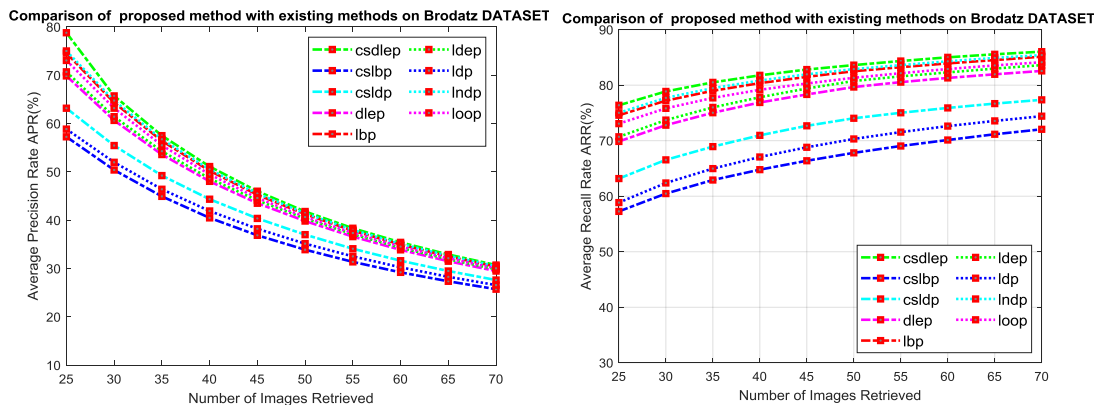 Comparison of  proposed method with existing methods on Brodatz DATASET
80
70
60
50
40
30
20
10
Average Precision Rate APR(%)
25 30 35 40 45 50 55 60 65 70
Number of Images Retrieved
csdlep
cslbp
csldp
dlep
lbp
ldep
ldp
lndp
loop
Comparison of  proposed method with existing methods on Brodatz DATASET
90
80
70
60
50
40
30
Average Recall Rate ARR(%)
25 30 35 40 45 50 55 60 65 70
Number of Images Retrieved
csdlep
cslbp
csldp
dlep
lbp
ldep
ldp
lndp
loop